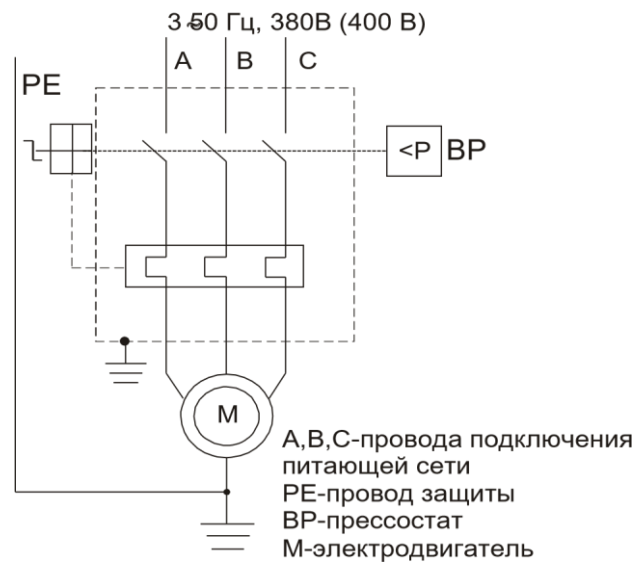 3~50 Гц, 380В (400 В)
A B C
PE
<P BP
M
A,B,C-провода подключения
питающей сети
PE-провод защиты
BP-прессостат
M-электродвигатель